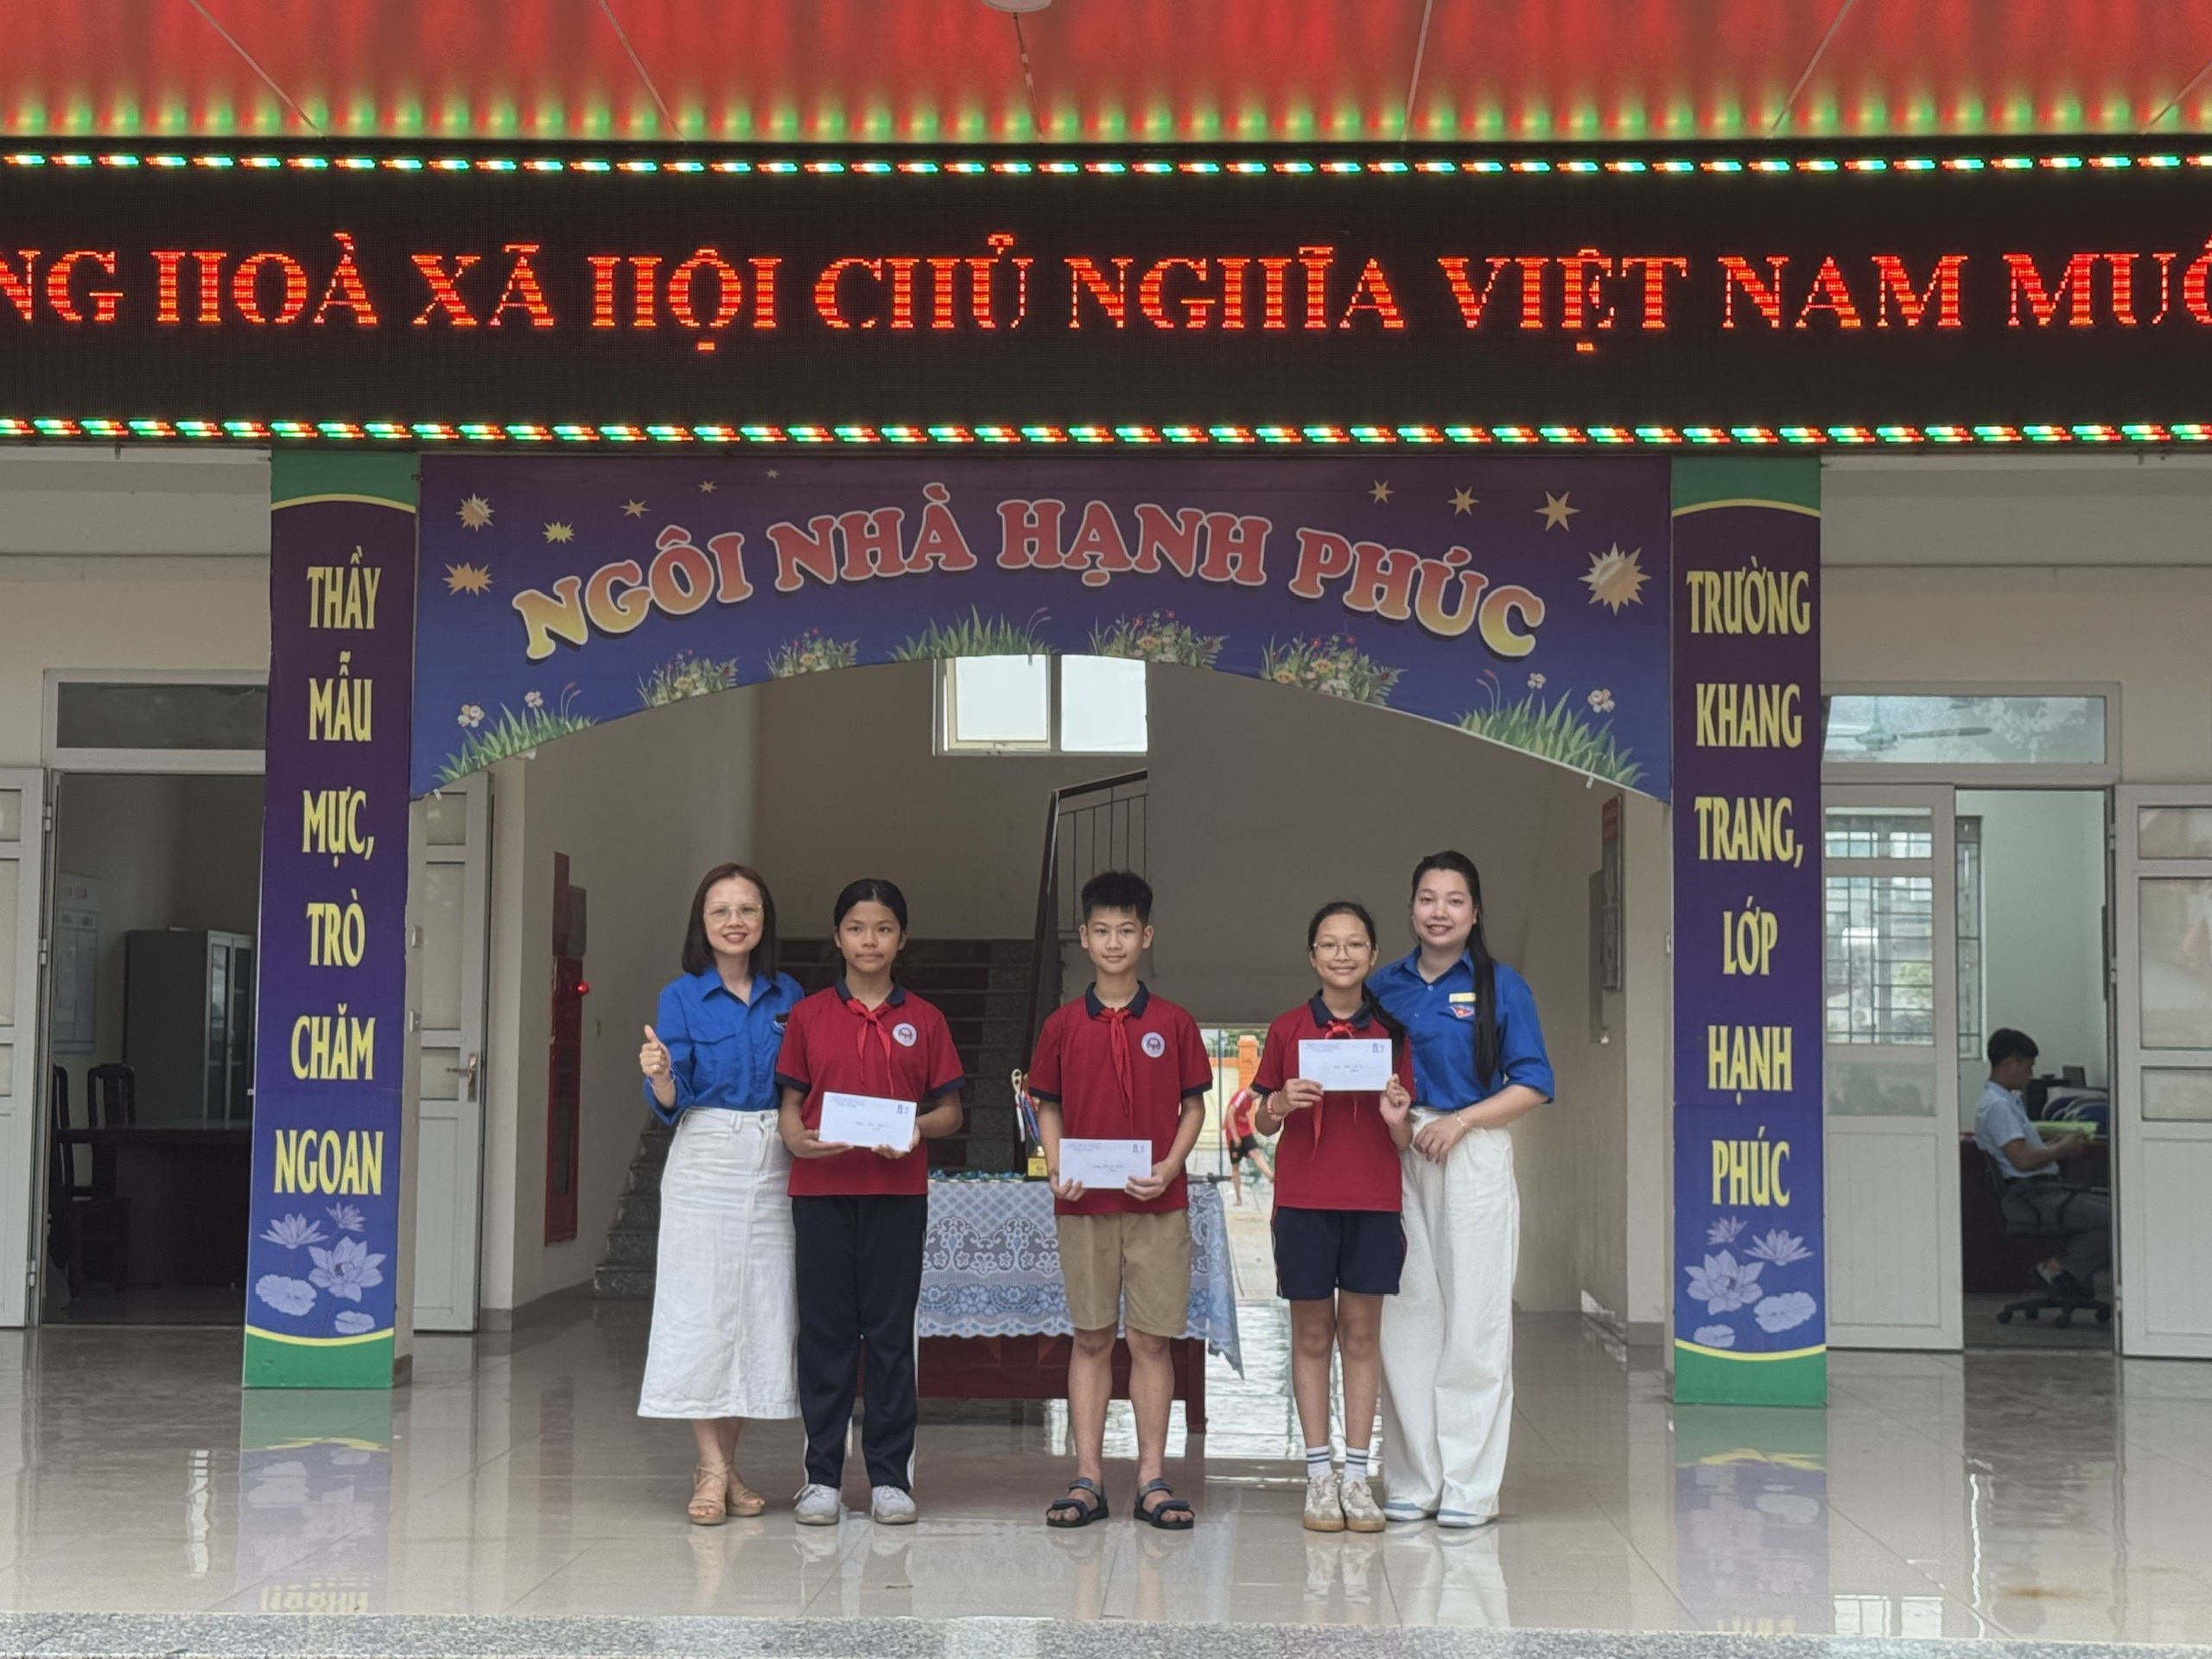 NG HOÀ XÃ HỘI CHỦ NGHĨA VIỆT NAM MUÔ
NGÔI NHÀ HẠNH PHÚC
THẦY
MẪU
MỰC,
TRÒ
CHĂM
NGOAN
TRƯỜNG
KHANG
TRANG,
LỚP
HẠNH
PHÚC